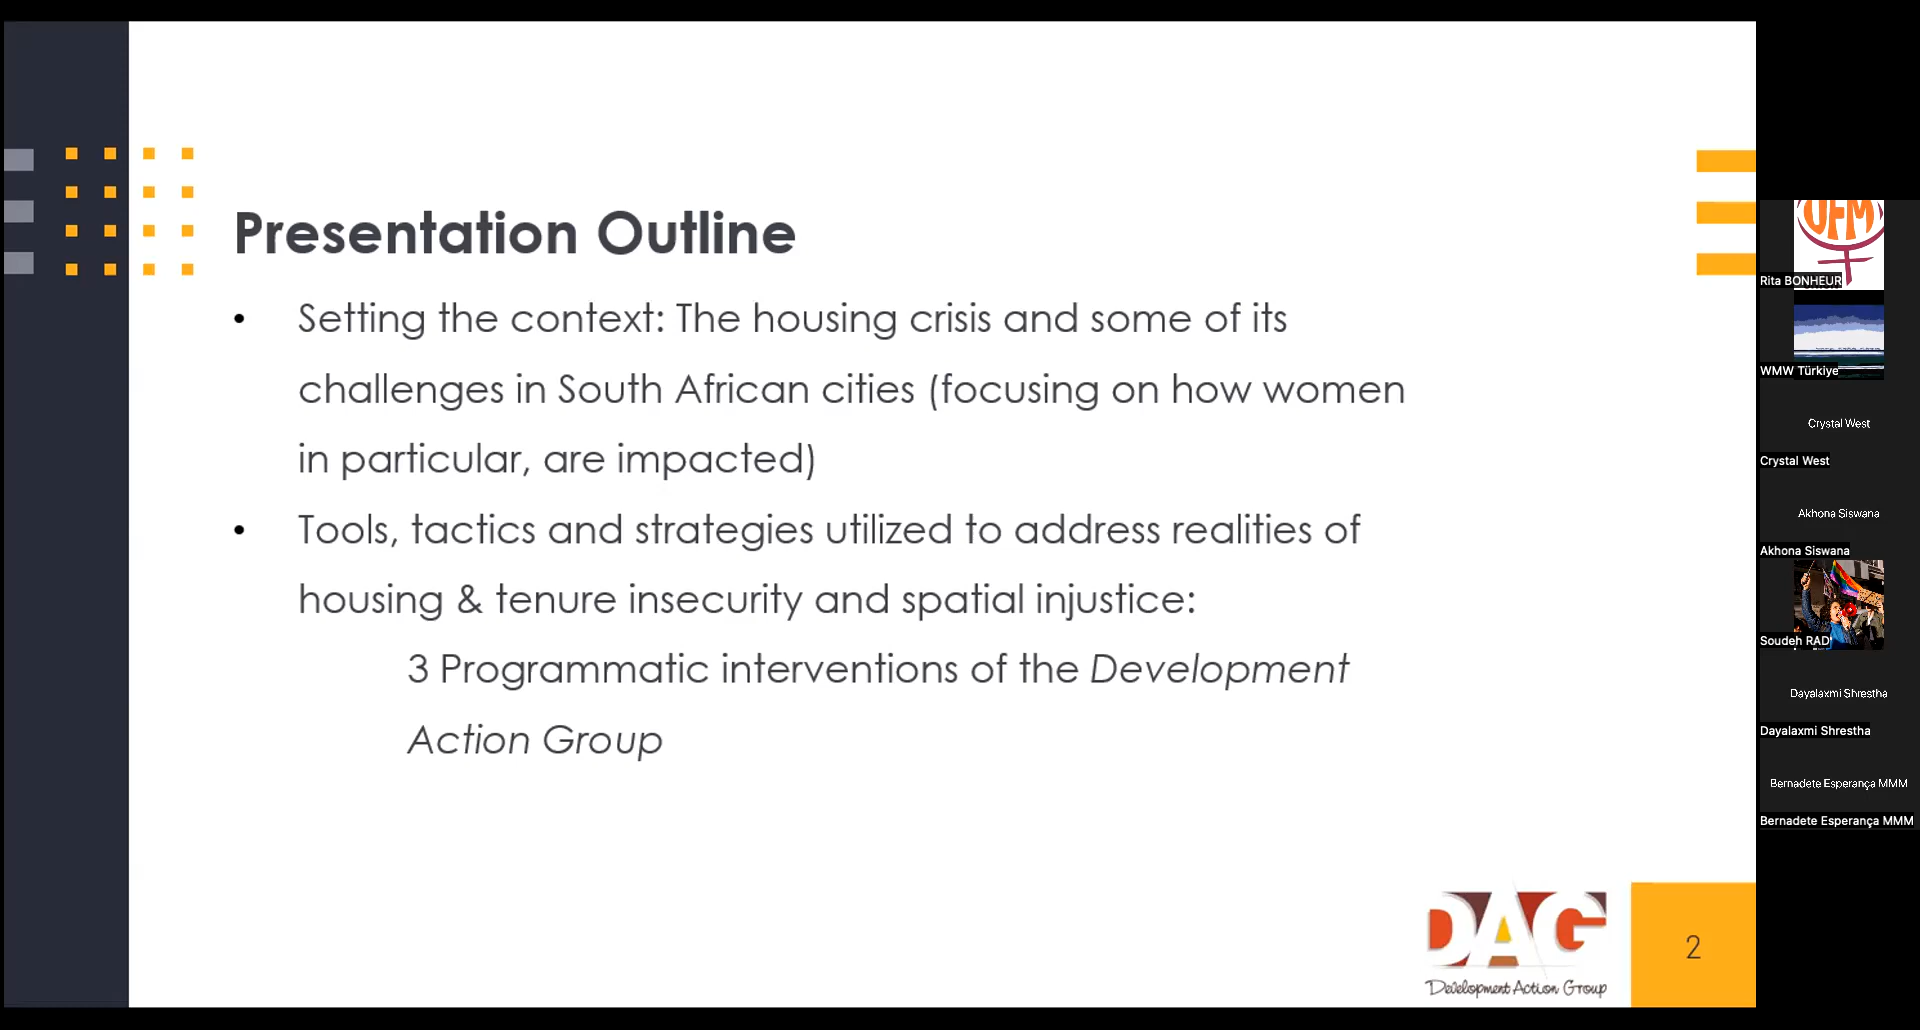 Presentation Outline
• Setting the context: The housing crisis and some of its
challenges in South African cities (focusing on how women
in particular, are impacted)
• Tools, tactics and strategies utilized to address realities of
housing & tenure insecurity and spatial injustice:
3 Programmatic interventions of the Development
Action Group
DAG
Development Action Group
2
UFM
Rita BONHEUR
WMW Türkiye
Crystal West
Crystal West
Akhona Siswana
Akhona Siswana
Soudeh RAD
Dayalaxmi Shrestha
Dayalaxmi Shrestha
Bernadete Esperança MMM
Bernadete Esperança MMM